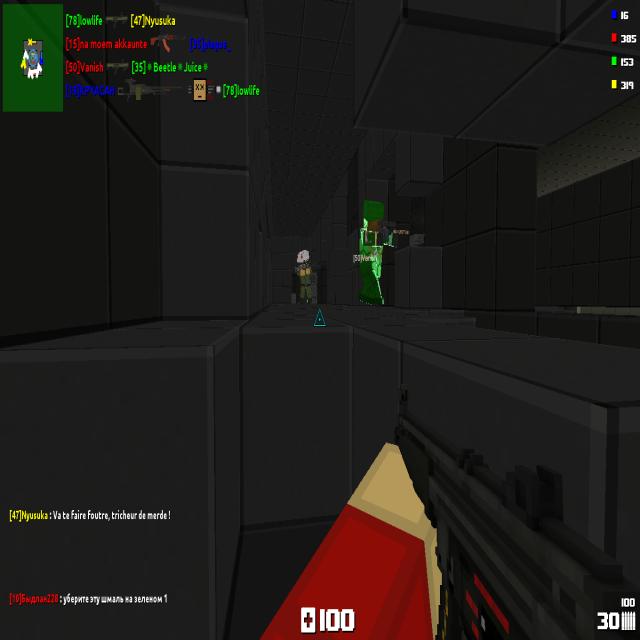 [78]lowlife [47]Nyusuka
[15]na moem akkaunte
[50]Vanish [35]*Beetle*Juice*
[78]lowlife
16
385
153
319
[50]Vanish
[47]Nyusuka : Va te faire foutre, tricheur de merde !
[10]Быдлан228 : уберите эту шмаль на зеленом 1
100
100
30